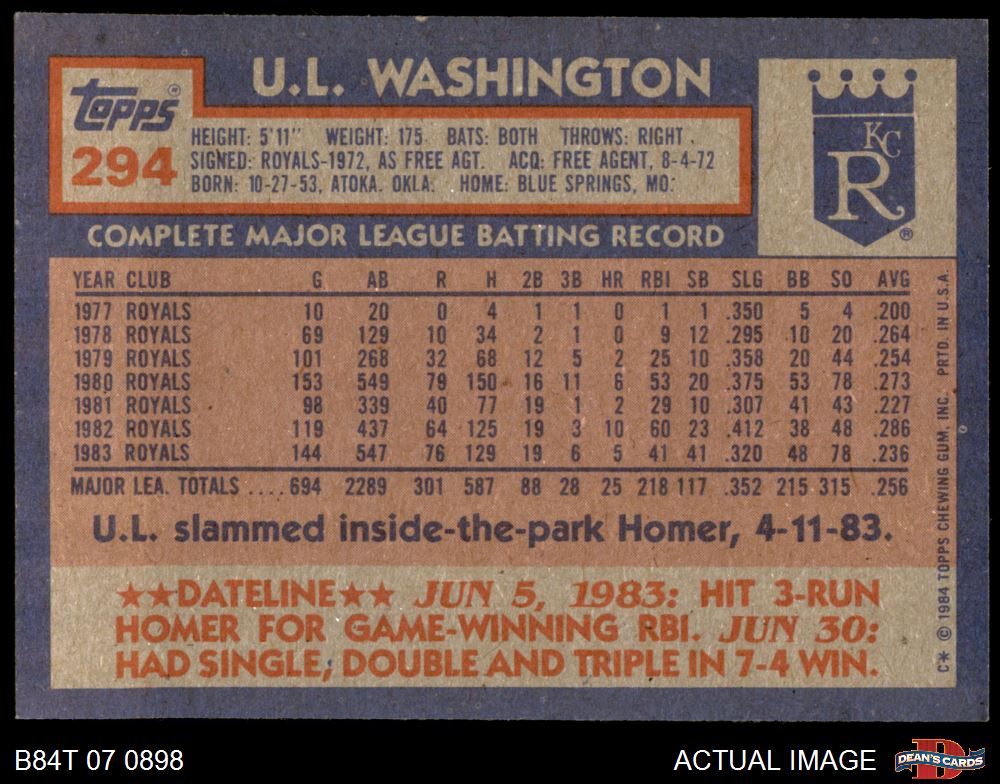 U.L. WASHINGTON
Topps ®
294
HEIGHT: 5'11" WEIGHT: 175 BATS: BOTH THROWS: RIGHT
SIGNED: ROYALS-1972, AS FREE AGT. ACQ: FREE AGENT, 8-4-72
BORN: 10-27-53, ATOKA, OKLA. HOME: BLUE SPRINGS, MO.
KC
R ®
COMPLETE MAJOR LEAGUE BATTING RECORD
YEAR CLUB G AB R H 2B 3B HR RBI SB SLG BB SO AVG
1977 ROYALS 10 20 0 4 1 1 0 1 1 .350 5 4 .200
1978 ROYALS 69 129 10 34 2 1 0 9 12 .295 10 20 .264
1979 ROYALS 101 268 32 68 12 5 2 25 10 .358 20 44 .254
1980 ROYALS 153 549 79 150 16 11 6 53 20 .375 53 78 .273
1981 ROYALS 98 339 40 77 19 1 2 29 10 .307 41 43 .227
1982 ROYALS 119 437 64 125 19 3 10 60 23 .412 38 48 .286
1983 ROYALS 144 547 76 129 19 6 5 41 41 .320 48 78 .236
MAJOR LEA. TOTALS .... 694 2289 301 587 88 28 25 218 117 .352 215 315 .256
U.L. slammed inside-the-park Homer, 4-11-83.
★★DATELINE★★ JUN 5, 1983: HIT 3-RUN
HOMER FOR GAME-WINNING RBI. JUN 30:
HAD SINGLE, DOUBLE AND TRIPLE IN 7-4 WIN.
C* © 1984 TOPPS CHEWING GUM, INC. PRTD. IN U.S.A.
B84T 07 0898
ACTUAL IMAGE
D
DEAN'S CARDS